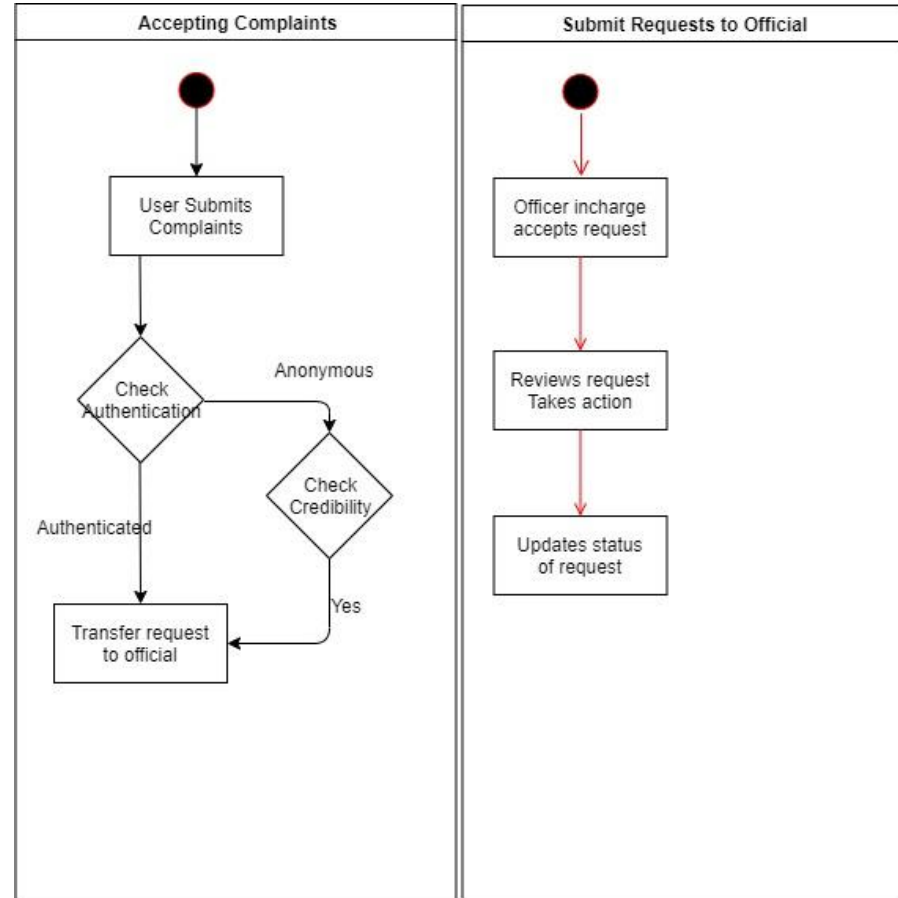 Accepting Complaints
User Submits
Complaints
Check
Authentication
Anonymous
Check
Credibility
Authenticated
Yes
Transfer request
to official
Submit Requests to Official
Officer incharge
accepts request
Reviews request
Takes action
Updates status
of request